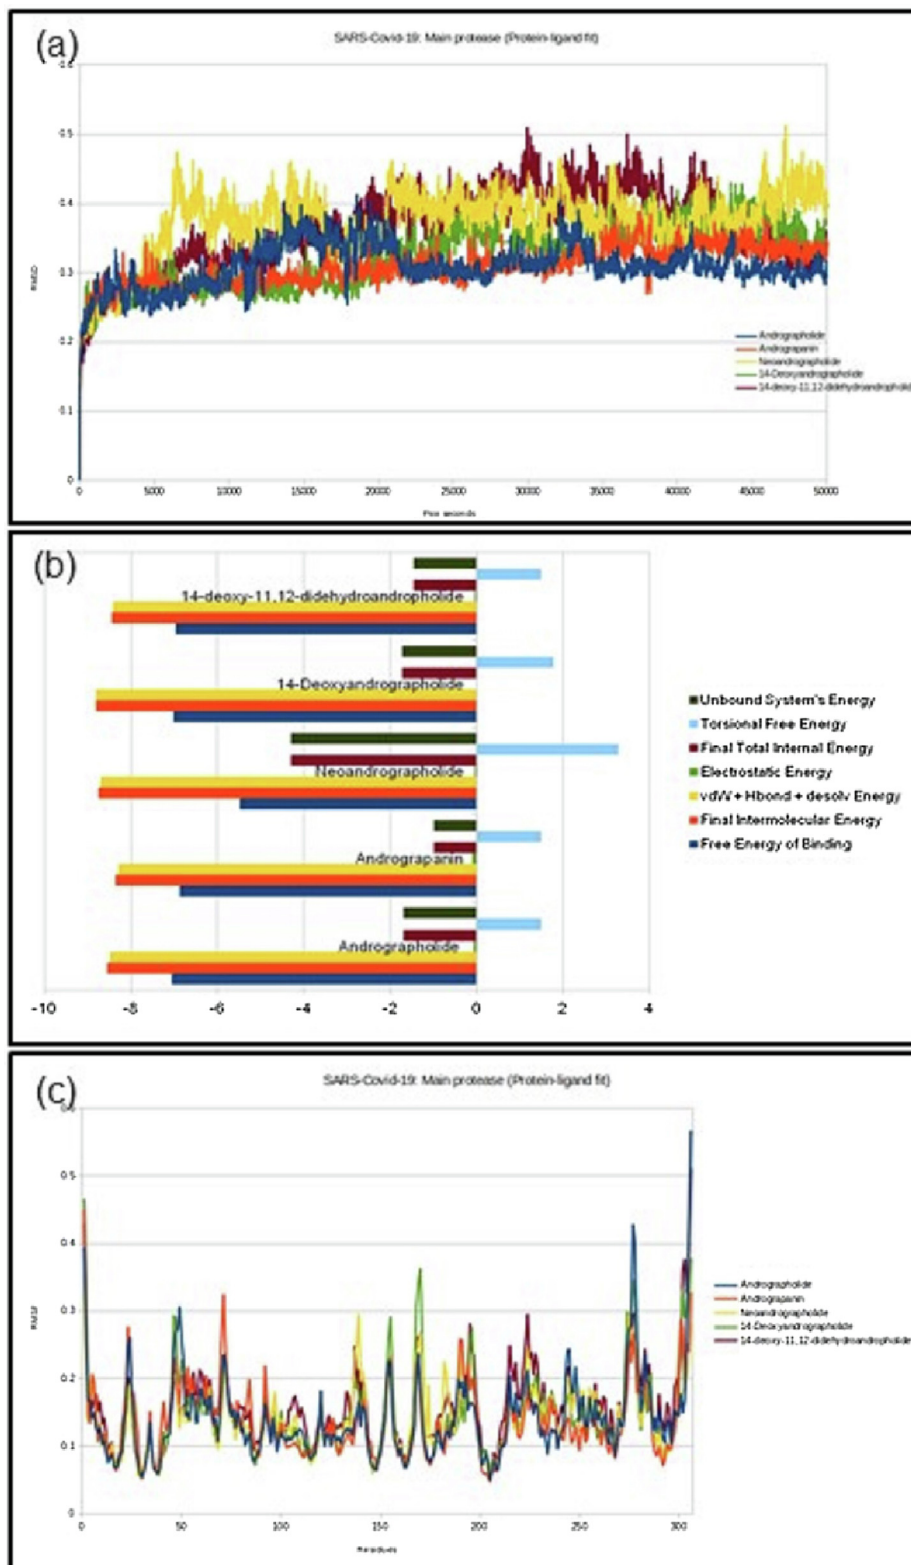 (a)
SARS-Covid-19: Main protease (Protein-ligand fit)
0.5
0.4
0.3
0.2
0.1
0
RMSD
Andrographolide
Andrograpanin
Neoandrographolide
14-Deoxyandrographolide
14-deoxy-11,12-didehydroandropholid
0 5000 10000 15000 20000 25000 30000 35000 40000 45000 50000
Pico seconds
(b)
14-deoxy-11,12-didehydroandropholide
14-Deoxyandrographolide
Neoandrographolide
Andrograpanin
Andrographolide
-10 -8 -6 -4 -2 0 2 4
Unbound System's Energy
Torsional Free Energy
Final Total Internal Energy
Electrostatic Energy
vdW + Hbond + desolv Energy
Final Intermolecular Energy
Free Energy of Binding
(c)
SARS-Covid-19: Main protease (Protein-ligand fit)
0.5
0.4
0.3
0.2
0.1
0
RMSF
Andrographolide
Andrograpanin
Neoandrographolide
14-Deoxyandrographolide
14-deoxy-11,12-didehydroandropholide
0 50 100 150 200 250 300
Residues